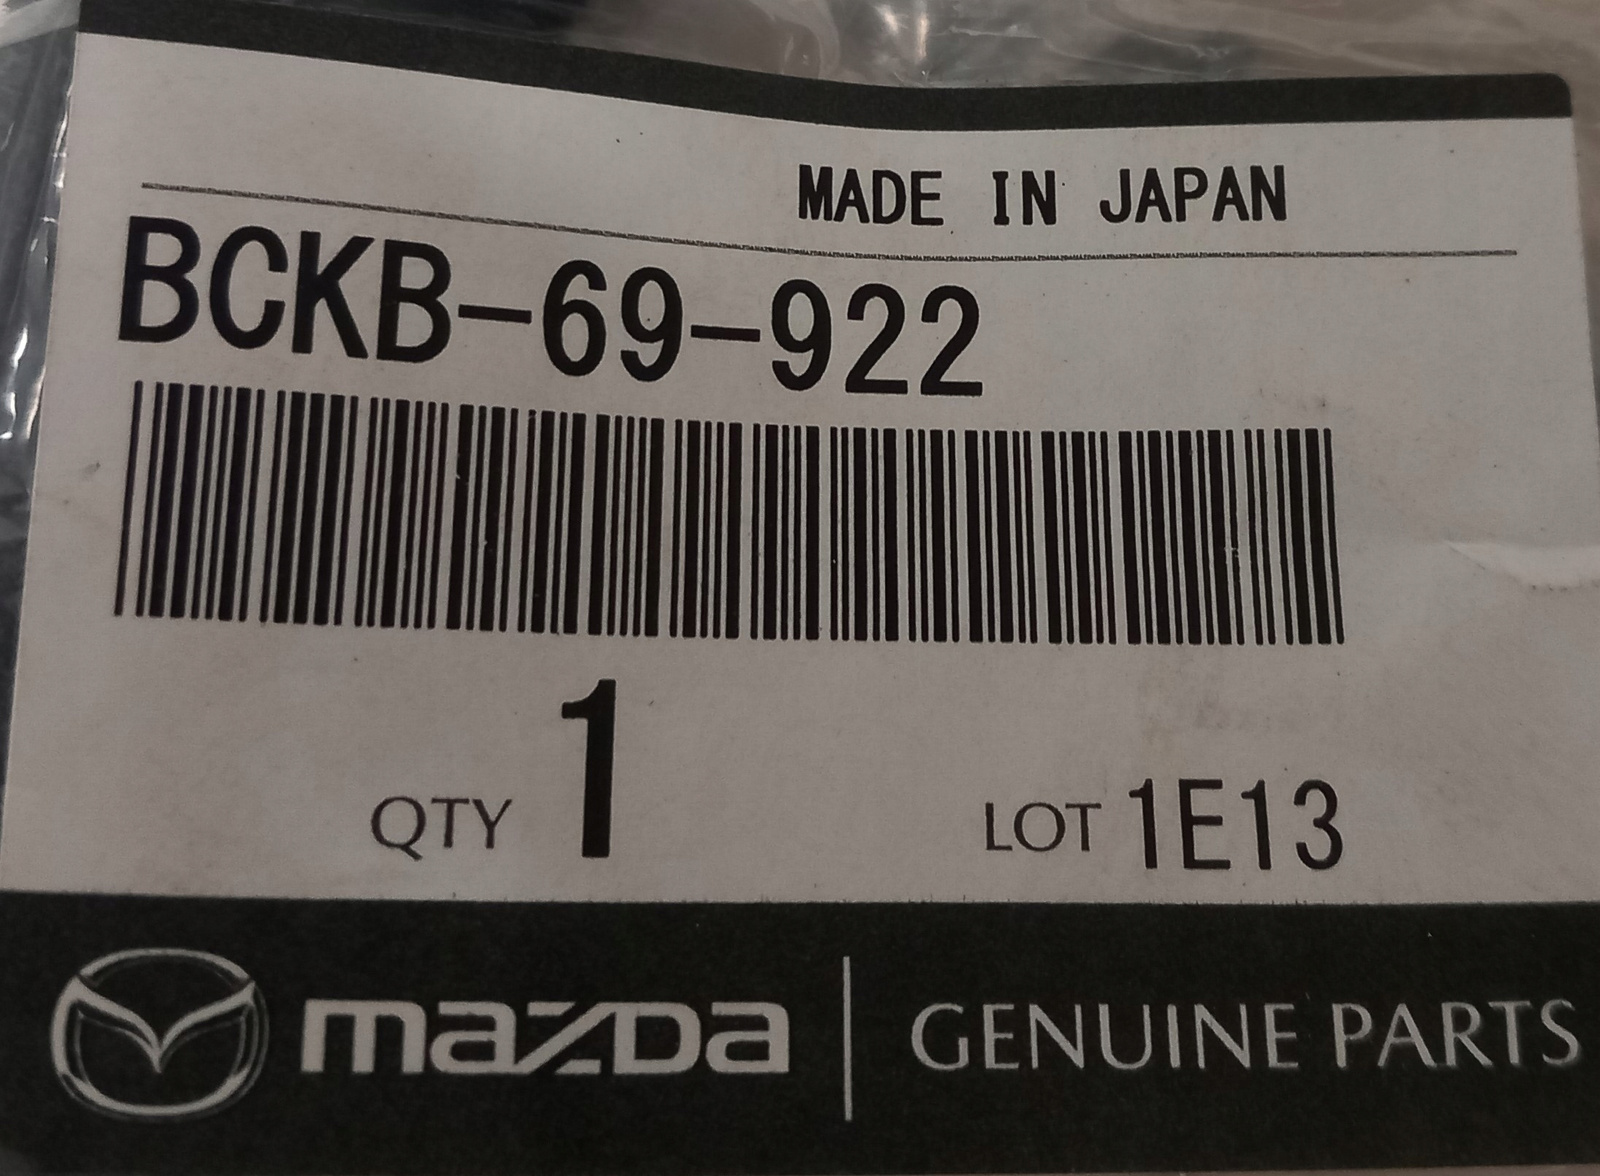 MADE IN JAPAN
BCKB-69-922
QTY 1 LOT 1E13
mazda GENUINE PARTS